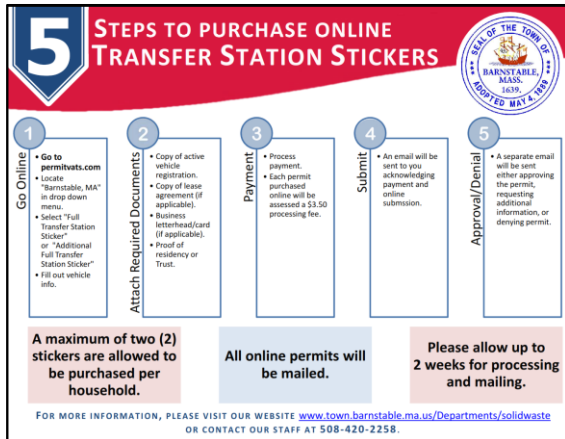 5
STEPS TO PURCHASE ONLINE
TRANSFER STATION STICKERS
SEAL OF THE TOWN OF
BARNSTABLE,
MASS.
1639.
ADOPTED MAY 4, 1889
1
Go Online
• Go to
permitvats.com
• Locate
"Barnstable, MA"
in drop down
menu.
• Select "Full
Transfer Station
Sticker"
or "Additional
Full Transfer
Station Sticker"
• Fill out vehicle
info.
2
Attach Required Documents
• Copy of active
vehicle
registration.
• Copy of lease
agreement (if
applicable).
• Business
letterhead/card
(if applicable).
• Proof of
residency or
Trust.
3
Payment
• Process
payment.
• Each permit
purchased
online will be
assessed a $3.50
processing fee.
4
Submit
• An email will be
sent to you
acknowledging
payment and
online
submssion.
5
Approval/Denial
• A separate email
will be sent
either approving
the permit,
requesting
additional
information, or
denying permit.
A maximum of two (2)
stickers are allowed to
be purchased per
household.
All online permits will
be mailed.
Please allow up to
2 weeks for processing
and mailing.
FOR MORE INFORMATION, PLEASE VISIT OUR WEBSITE www.town.barnstable.ma.us/Departments/solidwaste
OR CONTACT OUR STAFF AT 508-420-2258.